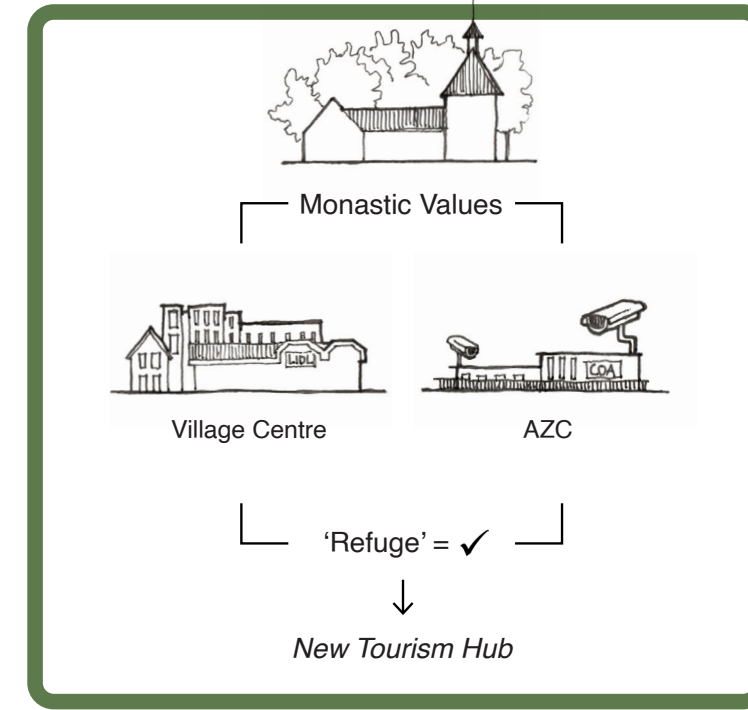 Monastic Values
LIDL
COA
Village Centre
AZC
‘Refuge’ = ✓
New Tourism Hub